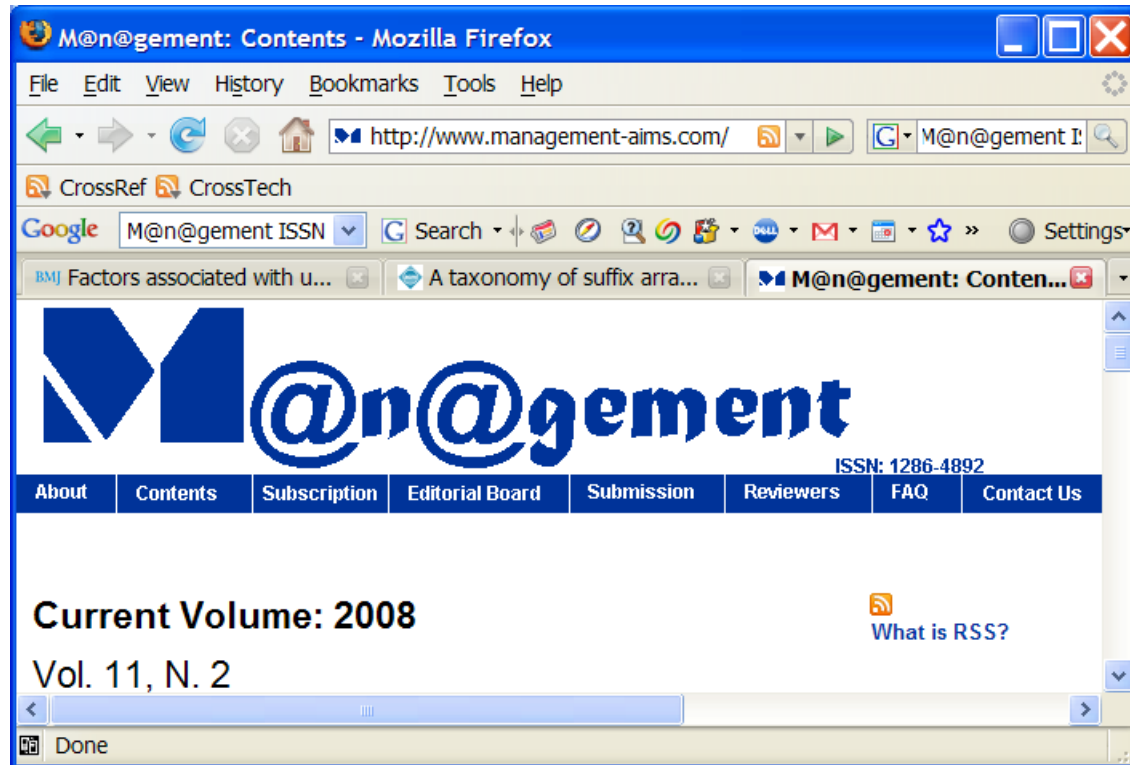 M@n@gement: Contents - Mozilla Firefox
File Edit View History Bookmarks Tools Help
http://www.management-aims.com/ G M@n@gement I
CrossRef CrossTech
Google M@n@gement ISSN G Search » Settings
BMJ Factors associated with u... A taxonomy of suffix arra... M@n@gement: Conten...
M@n@gement
ISSN: 1286-4892
About Contents Subscription Editorial Board Submission Reviewers FAQ Contact Us
Current Volume: 2008
What is RSS?
Vol. 11, N. 2
Done